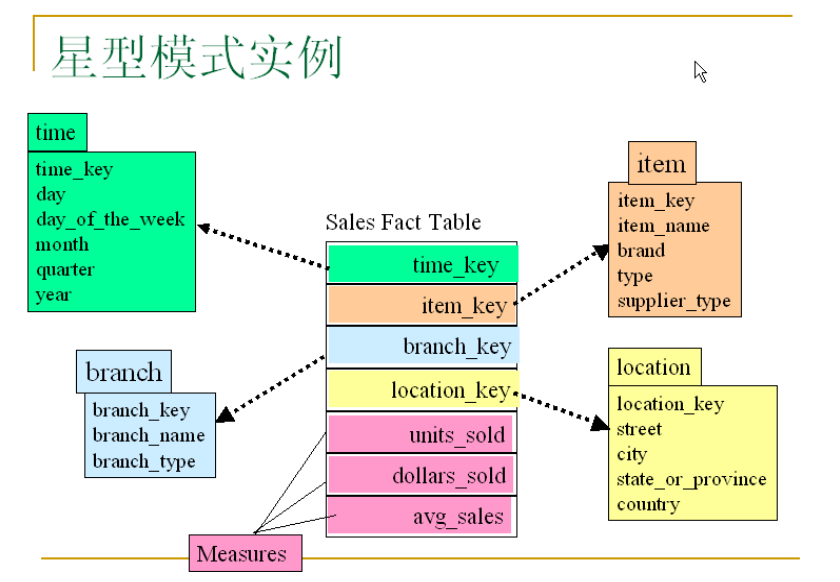 星型模式实例
time
time_key
day
day_of_the_week
month
quarter
year
Sales Fact Table
time_key
item_key
branch_key
location_key
units_sold
dollars_sold
avg_sales
item
item_key
item_name
brand
type
supplier_type
branch
branch_key
branch_name
branch_type
location
location_key
street
city
state_or_province
country
Measures